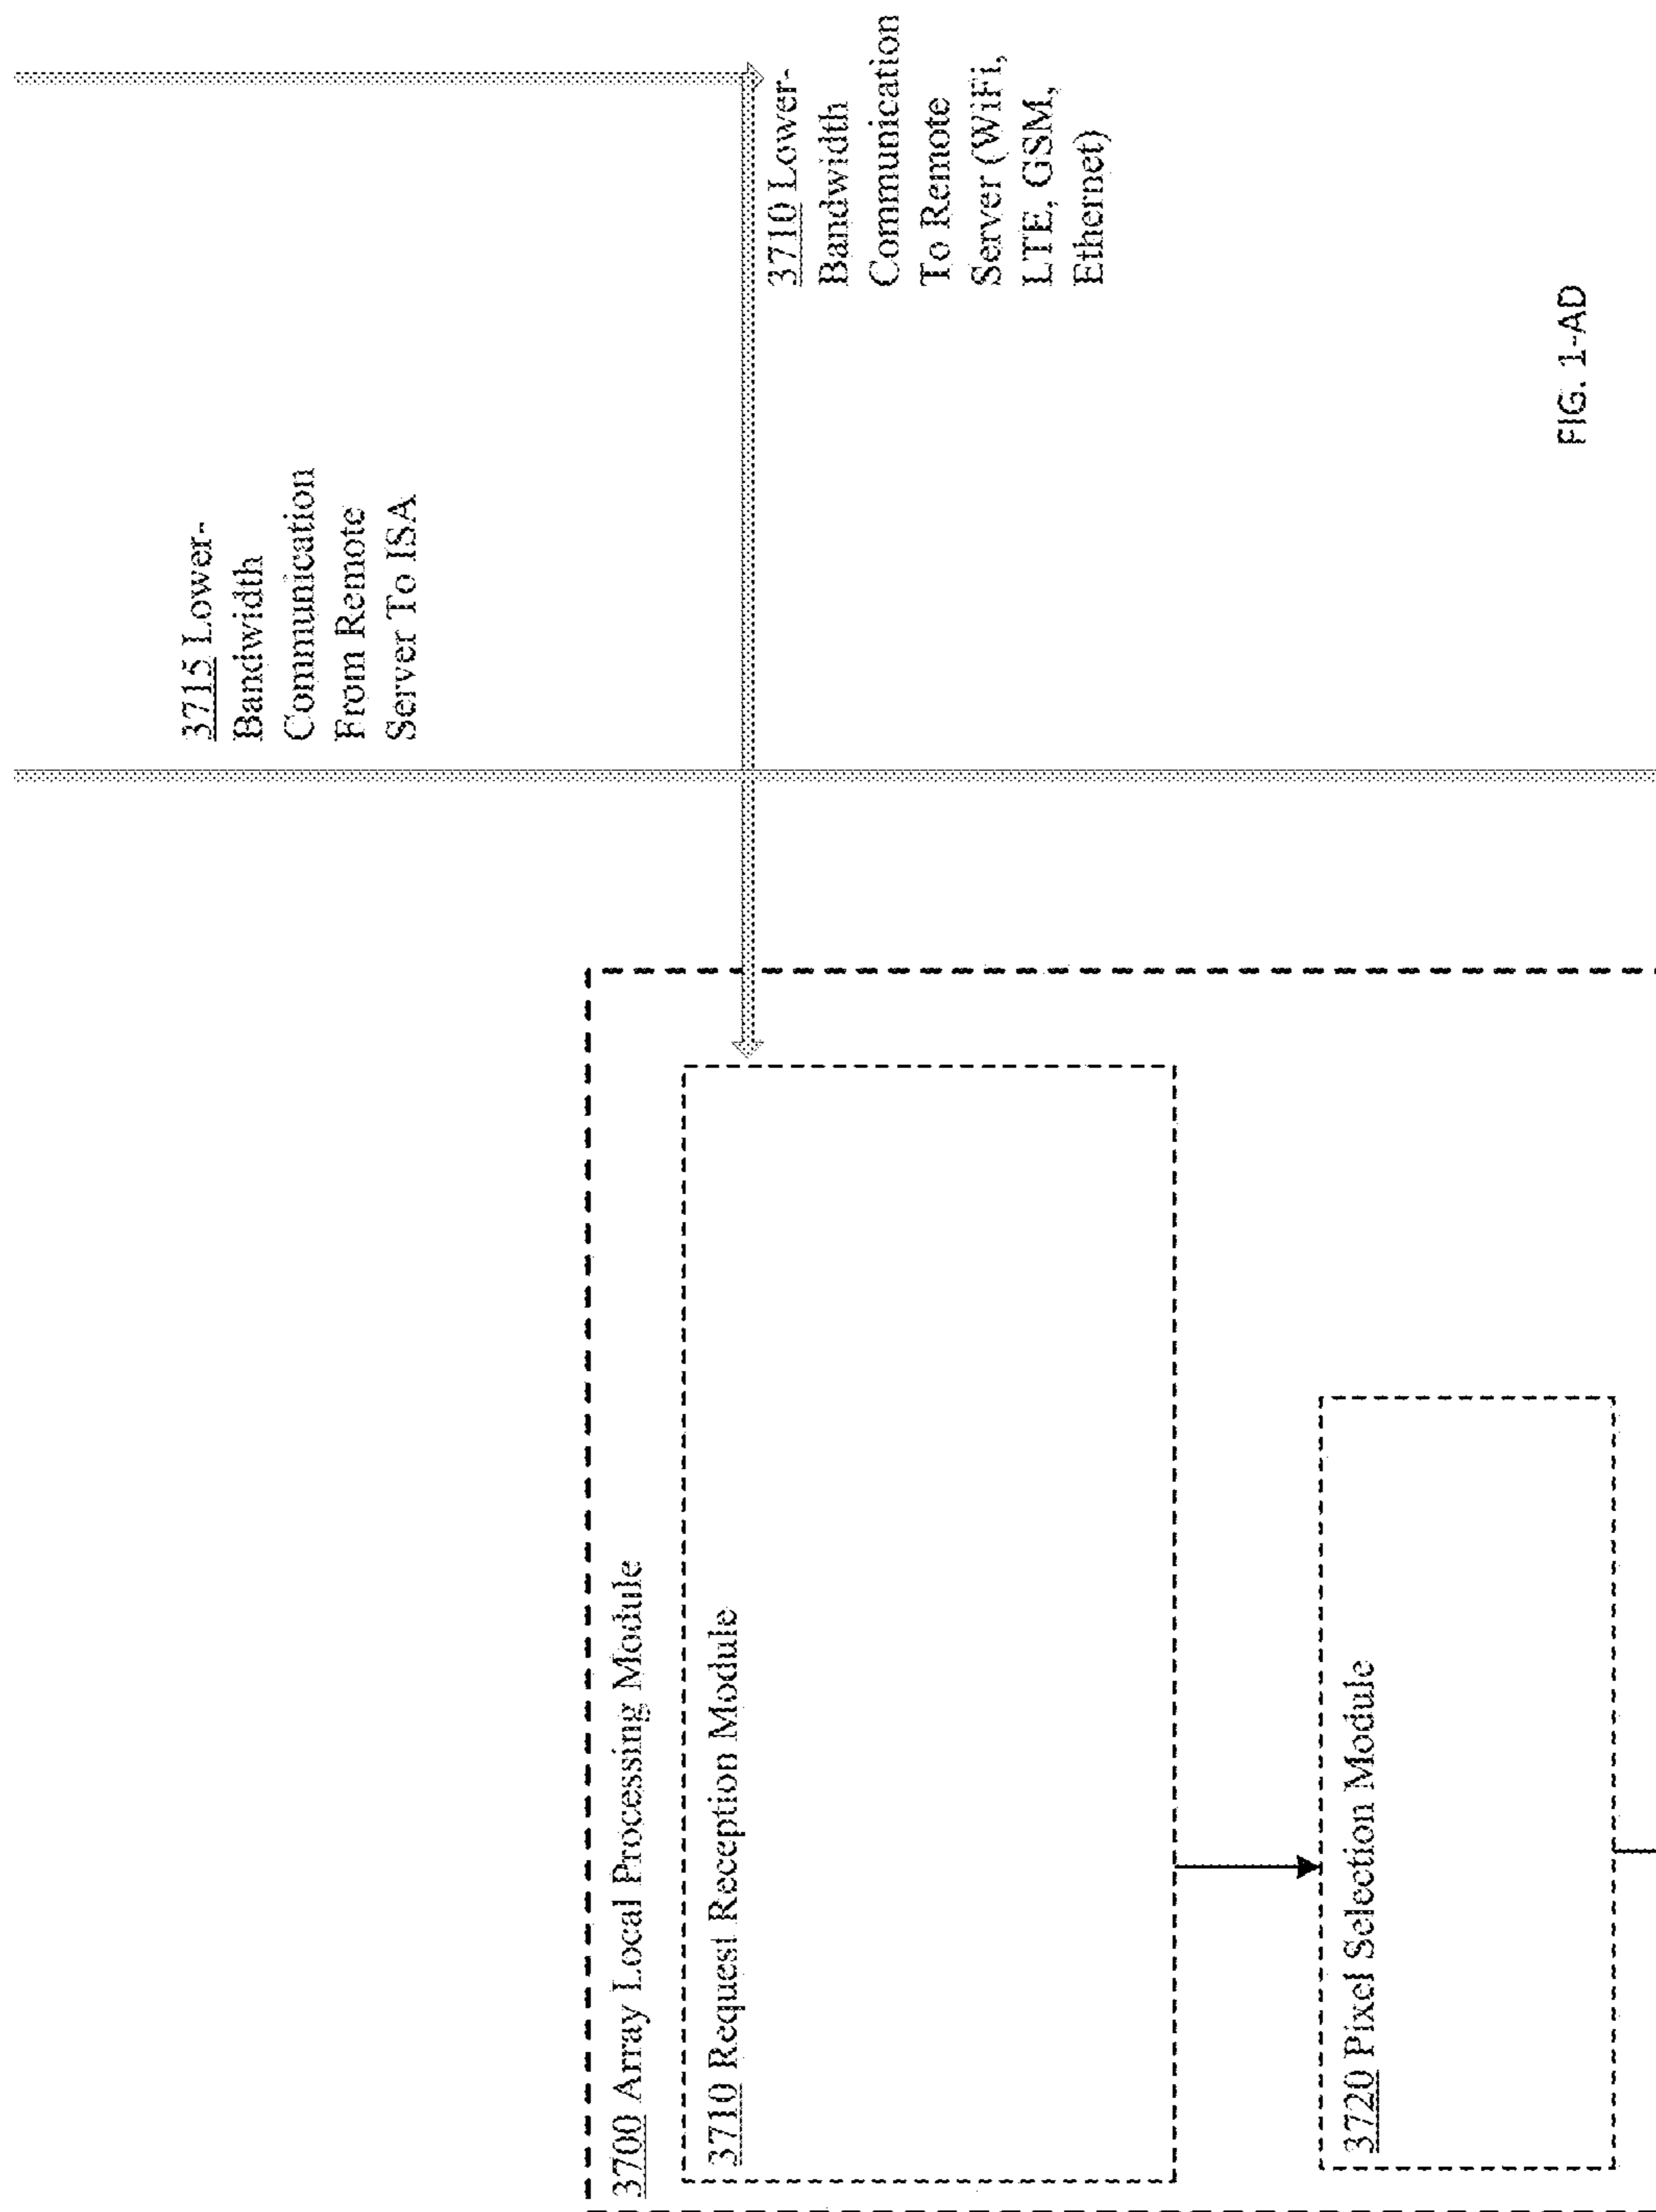 3715 Lower-
Bandwidth
Communication
From Remote
Server To ISA
3710 Lower-
Bandwidth
Communication
To Remote
Server (WiFi,
LTE, GSM,
Ethernet)
3700 Array Local Processing Module
3710 Request Reception Module
3720 Pixel Selection Module
FIG. 1-AD